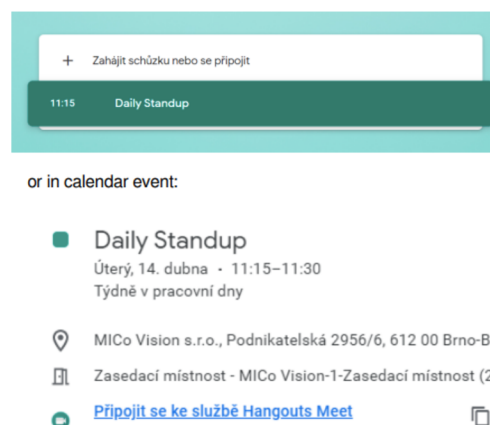 Zahájit schůzku nebo se připojit
11:15 Daily Standup
or in calendar event:
Daily Standup
Úterý, 14. dubna · 11:15–11:30
Týdně v pracovní dny
MICo Vision s.r.o., Podnikatelská 2956/6, 612 00 Brno-B
Zasedací místnost - MICo Vision-1-Zasedací místnost (2
Připojit se ke službě Hangouts Meet